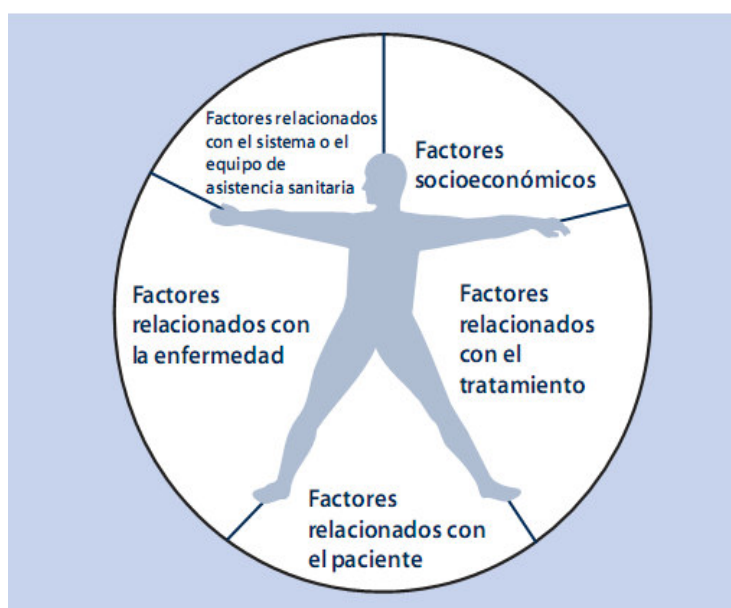 Factores relacionados
con el sistema o el
equipo de
asistencia sanitaria
Factores
socioeconómicos
Factores
relacionados con
la enfermedad
Factores
relacionados
con el
tratamiento
Factores
relacionados con
el paciente